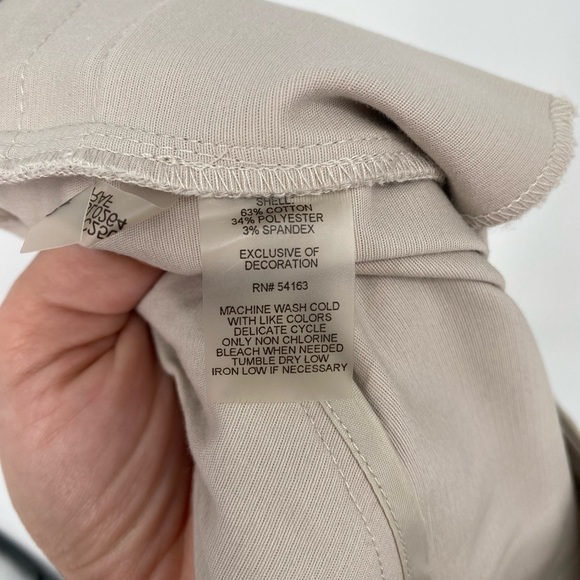 SHELL:
63% COTTON
34% POLYESTER
3% SPANDEX
EXCLUSIVE OF
DECORATION
RN# 54163
MACHINE WASH COLD
WITH LIKE COLORS
DELICATE CYCLE
ONLY NON CHLORINE
BLEACH WHEN NEEDED
TUMBLE DRY LOW
IRON LOW IF NECESSARY